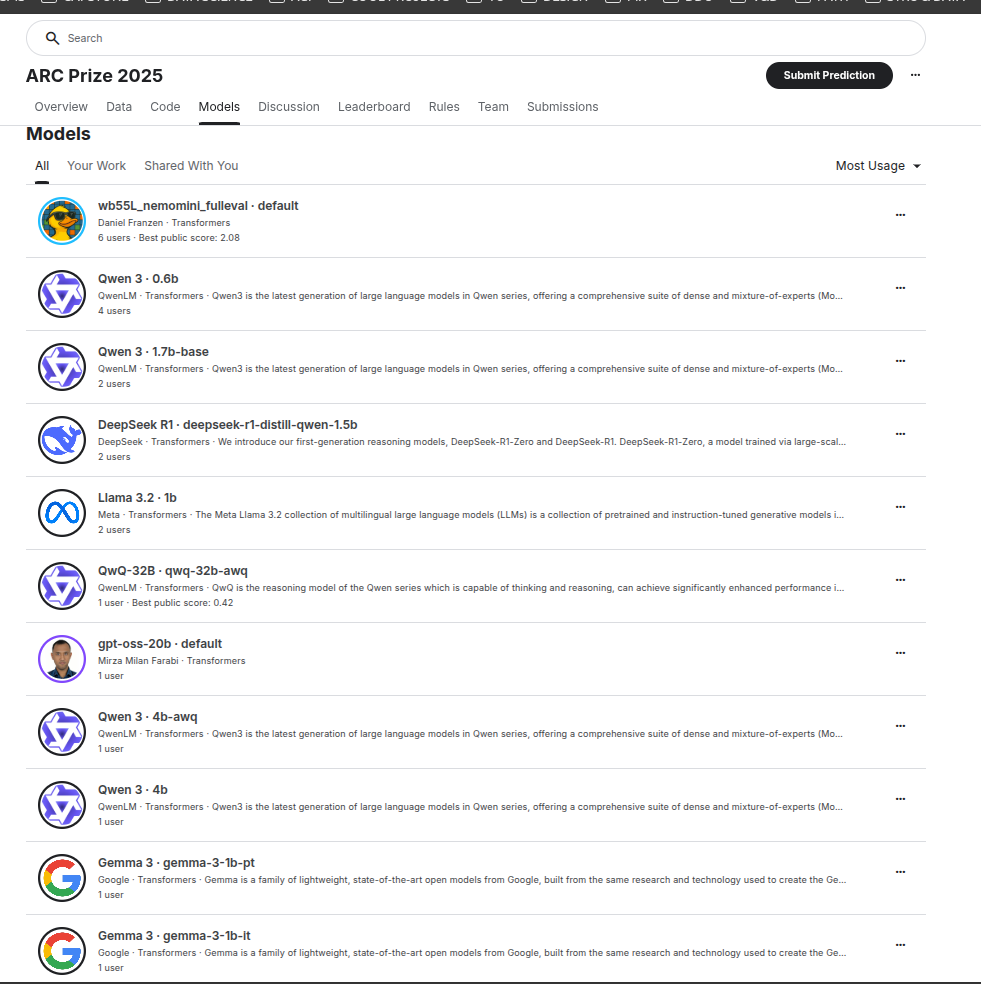 Search
ARC Prize 2025
Submit Prediction
Overview Data Code Models Discussion Leaderboard Rules Team Submissions
Models
All Your Work Shared With You Most Usage
wb55L_nemomini_fulleval · default
Daniel Franzen · Transformers
6 users · Best public score: 2.08
Qwen 3 · 0.6b
QwenLM · Transformers · Qwen3 is the latest generation of large language models in Qwen series, offering a comprehensive suite of dense and mixture-of-experts (Mo...
4 users
Qwen 3 · 1.7b-base
QwenLM · Transformers · Qwen3 is the latest generation of large language models in Qwen series, offering a comprehensive suite of dense and mixture-of-experts (Mo...
2 users
DeepSeek R1 · deepseek-r1-distill-qwen-1.5b
DeepSeek · Transformers · We introduce our first-generation reasoning models, DeepSeek-R1-Zero and DeepSeek-R1. DeepSeek-R1-Zero, a model trained via large-scal...
2 users
Llama 3.2 · 1b
Meta · Transformers · The Meta Llama 3.2 collection of multilingual large language models (LLMs) is a collection of pretrained and instruction-tuned generative models i...
2 users
QwQ-32B · qwq-32b-awq
QwenLM · Transformers · QwQ is the reasoning model of the Qwen series which is capable of thinking and reasoning, can achieve significantly enhanced performance i...
1 user · Best public score: 0.42
gpt-oss-20b · default
Mirza Milan Farabi · Transformers
1 user
Qwen 3 · 4b-awq
QwenLM · Transformers · Qwen3 is the latest generation of large language models in Qwen series, offering a comprehensive suite of dense and mixture-of-experts (Mo...
1 user
Qwen 3 · 4b
QwenLM · Transformers · Qwen3 is the latest generation of large language models in Qwen series, offering a comprehensive suite of dense and mixture-of-experts (Mo...
1 user
Gemma 3 · gemma-3-1b-pt
Google · Transformers · Gemma is a family of lightweight, state-of-the-art open models from Google, built from the same research and technology used to create the Ge...
1 user
Gemma 3 · gemma-3-1b-it
Google · Transformers · Gemma is a family of lightweight, state-of-the-art open models from Google, built from the same research and technology used to create the Ge...
1 user